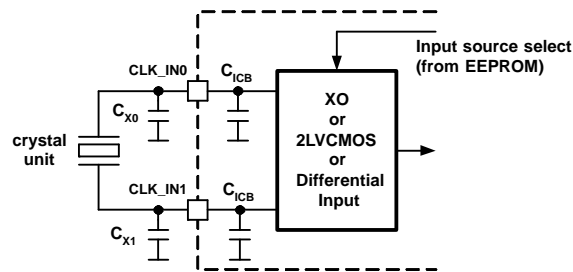 Input source select
(from EEPROM)
CLK_IN0
C_ICB
C_X0
crystal
unit
XO
or
2LVCMOS
or
Differential
Input
CLK_IN1
C_ICB
C_X1